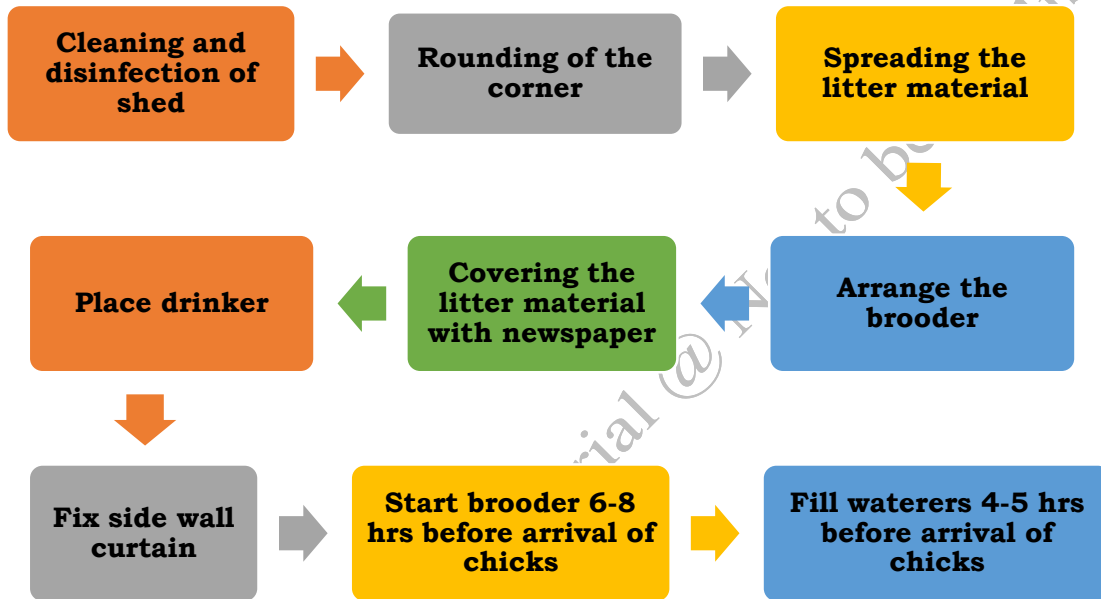 Cleaning and
disinfection of
shed
Rounding of the
corner
Spreading the
litter material
Arrange the
brooder
Covering the
litter material
with newspaper
Place drinker
Fix side wall
curtain
Start brooder 6-8
hrs before arrival of
chicks
Fill waterers 4-5 hrs
before arrival of
chicks
@
to